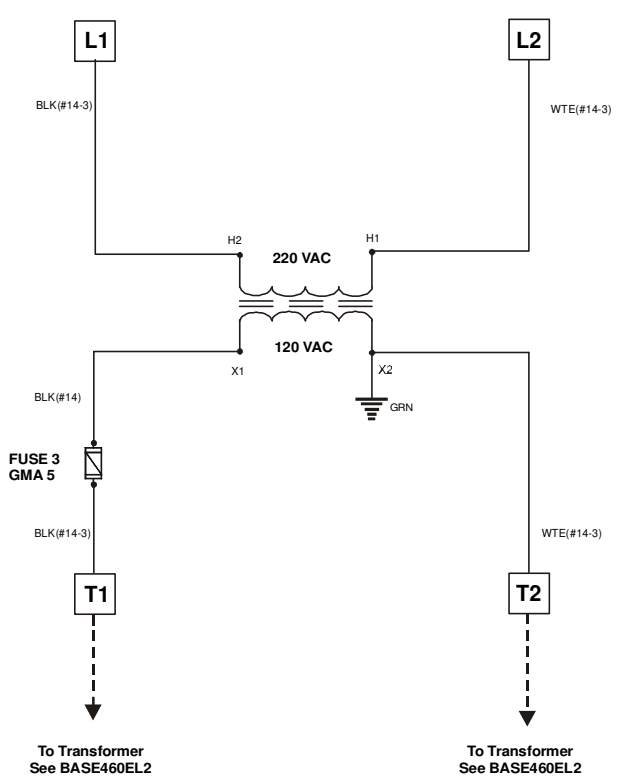 L1
L2
BLK(#14-3)
WTE(#14-3)
H2
H1
220 VAC
120 VAC
X1
X2
BLK(#14)
GRN
FUSE 3
GMA 5
BLK(#14-3)
WTE(#14-3)
T1
T2
To Transformer
See BASE460EL2
To Transformer
See BASE460EL2